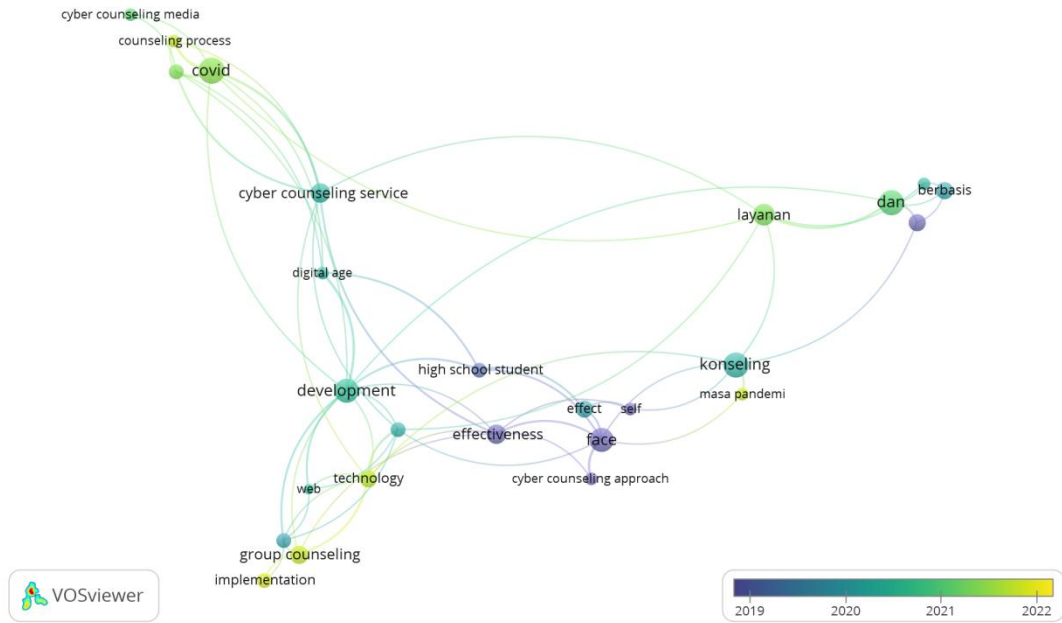 cyber counseling media
counseling process
covid
cyber counseling service
berbasis
dan
layanan
digital age
konseling
high school student
development
masa pandemi
effect
self
effectiveness
face
technology
cyber counseling approach
web
group counseling
implementation
VOSviewer
2019
2020
2021
2022